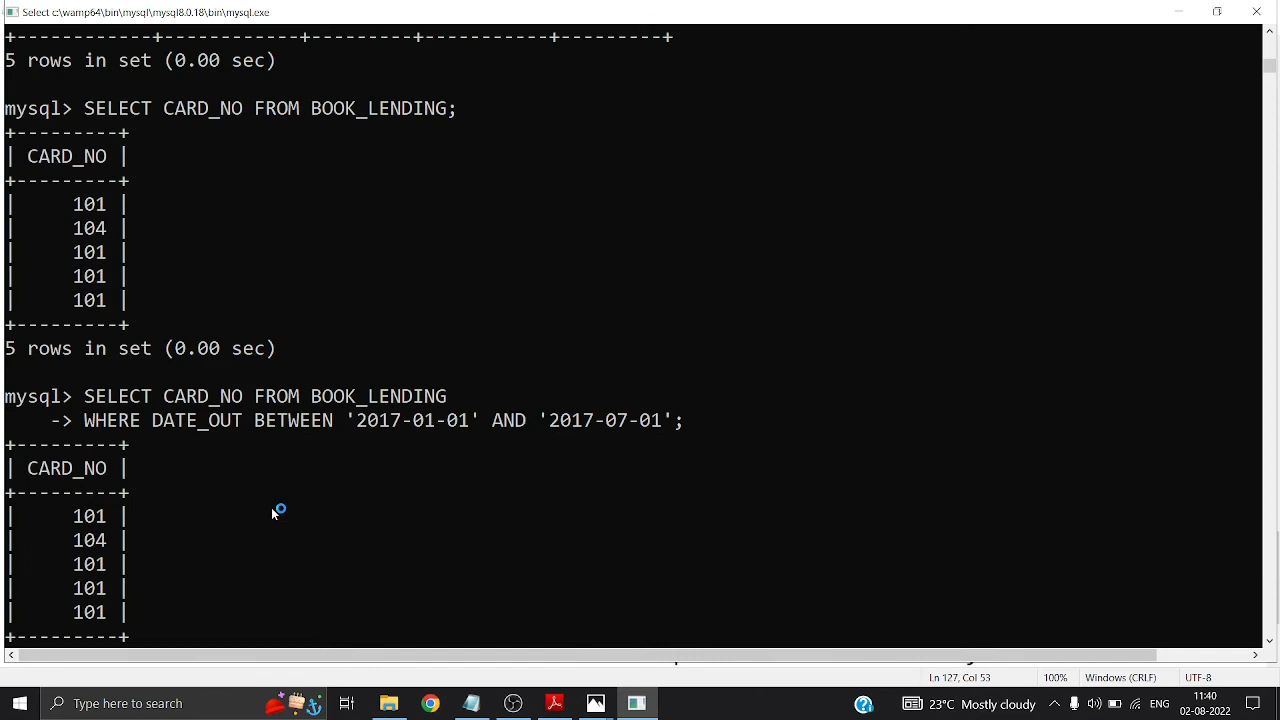 Select c:\wamp64\bin\mysql\mysql8.0.18\bin\mysql.exe
+------------+------------+---------+-----------+---------+
5 rows in set (0.00 sec)
mysql> SELECT CARD_NO FROM BOOK_LENDING;
+---------+
| CARD_NO |
+---------+
| 101 |
| 104 |
| 101 |
| 101 |
| 101 |
+---------+
5 rows in set (0.00 sec)
mysql> SELECT CARD_NO FROM BOOK_LENDING
-> WHERE DATE_OUT BETWEEN '2017-01-01' AND '2017-07-01';
+---------+
| CARD_NO |
+---------+
| 101 |
| 104 |
| 101 |
| 101 |
| 101 |
+---------+
Ln 127, Col 53 100% Windows (CRLF) UTF-8
Type here to search 23°C Mostly cloudy ENG 11:40
02-08-2022